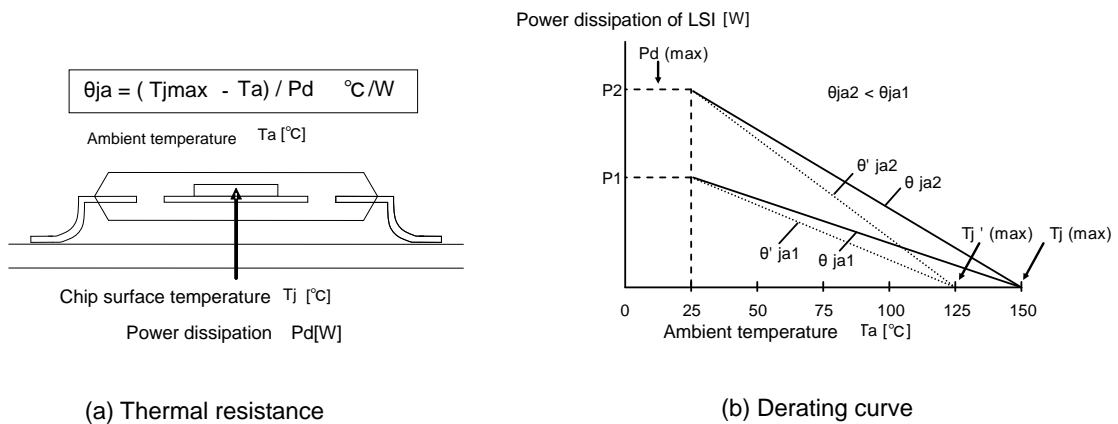 θja = ( Tjmax - Ta) / Pd ℃/W
Ambient temperature Ta [℃]
Chip surface temperature Tj [℃]
Power dissipation Pd[W]
(a) Thermal resistance
Power dissipation of LSI [W]
Pd (max)
P2
θja2 < θja1
P1
θ' ja2
θ ja2
θ' ja1
θ ja1
Tj ' (max)
Tj (max)
0 25 50 75 100 125 150
Ambient temperature Ta [℃]
(b) Derating curve